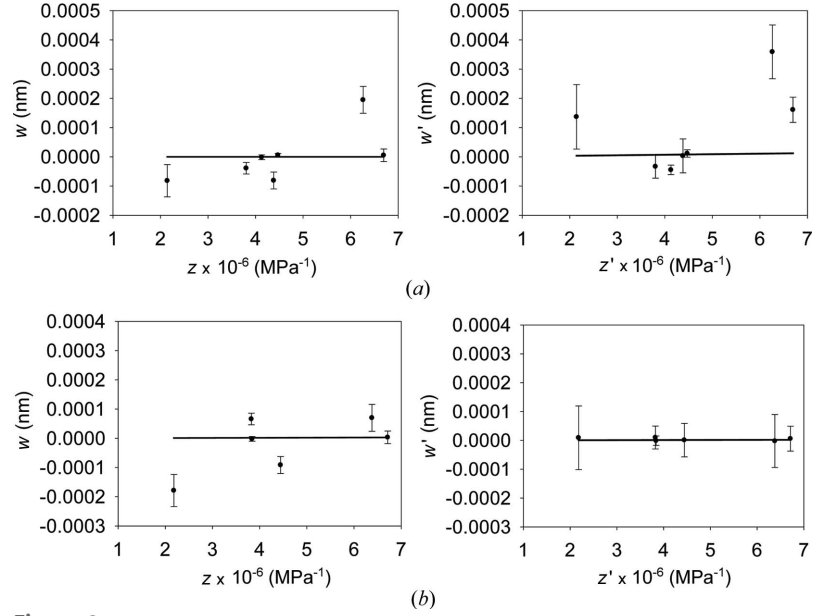 0.0005
0.0004
0.0003
0.0002
0.0001
0.0000
-0.0001
-0.0002
w (nm)
1 2 3 4 5 6 7
z x 10⁻⁶ (MPa⁻¹)
0.0005
0.0004
0.0003
0.0002
0.0001
0.0000
-0.0001
-0.0002
w' (nm)
1 2 3 4 5 6 7
z' x 10⁻⁶ (MPa⁻¹)
(a)
0.0004
0.0003
0.0002
0.0001
0.0000
-0.0001
-0.0002
-0.0003
w (nm)
1 2 3 4 5 6 7
z x 10⁻⁶ (MPa⁻¹)
0.0004
0.0003
0.0002
0.0001
0.0000
-0.0001
-0.0002
-0.0003
w' (nm)
1 2 3 4 5 6 7
z' x 10⁻⁶ (MPa⁻¹)
(b)